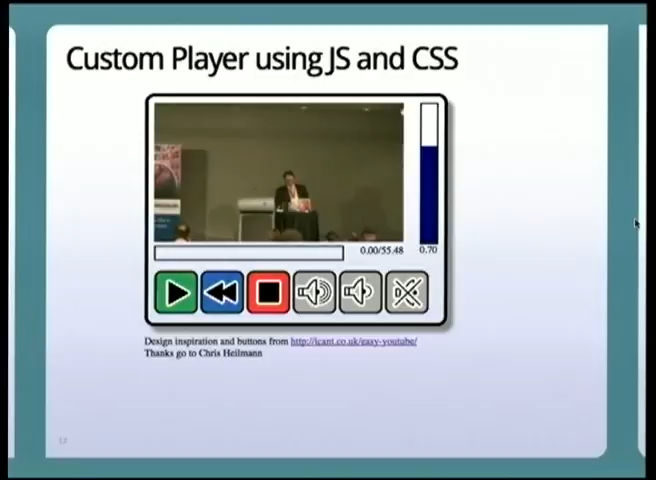 Custom Player using JS and CSS
0.00/55.48
0.70
Design inspiration and buttons from http://icant.co.uk/easy-youtube/
Thanks go to Chris Heilmann